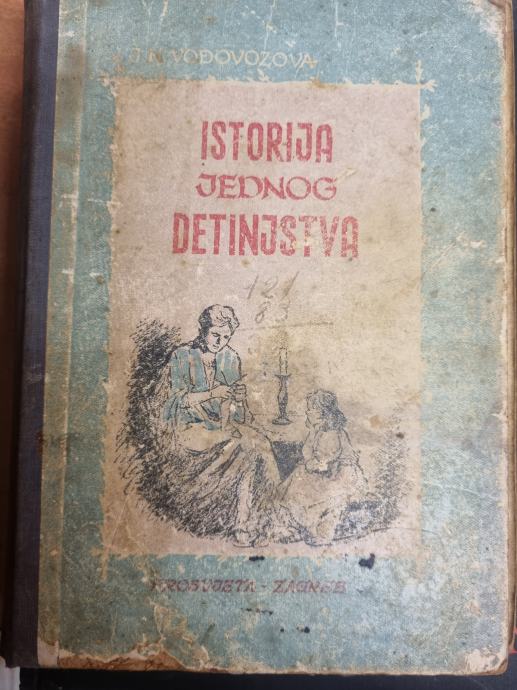 J. N. VODOVOZOVA
ISTORIJA
JEDNOG
DETINJSTVA
121
83
PROSVJETA - ZAGREB